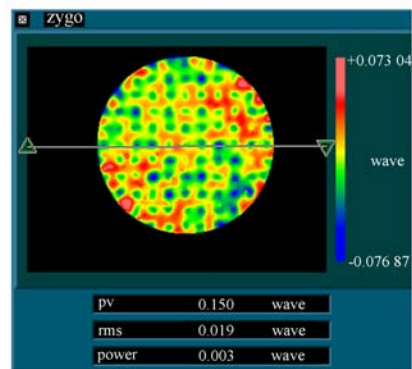 zygo
+0.073 04
wave
-0.076 87
pv 0.150 wave
rms 0.019 wave
power 0.003 wave